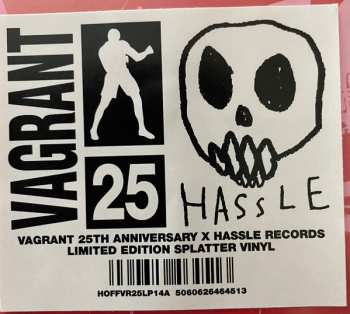 VAGRANT
25
HASSLE
VAGRANT 25TH ANNIVERSARY X HASSLE RECORDS
LIMITED EDITION SPLATTER VINYL
HOFFVR25LP14A 5060626464513